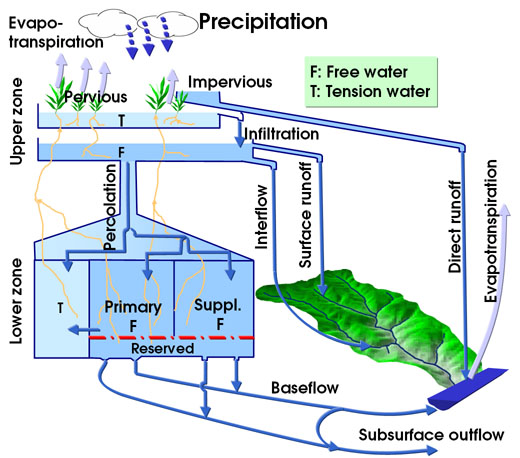 Precipitation
Evapo-
transpiration
F: Free water
T: Tension water
Impervious
Pervious
Upper zone
T
Infiltration
F
Percolation
Interflow
Surface runoff
Direct runoff
Evapotranspiration
Lower zone
T
Primary
F
Suppl.
F
Reserved
Baseflow
Subsurface outflow